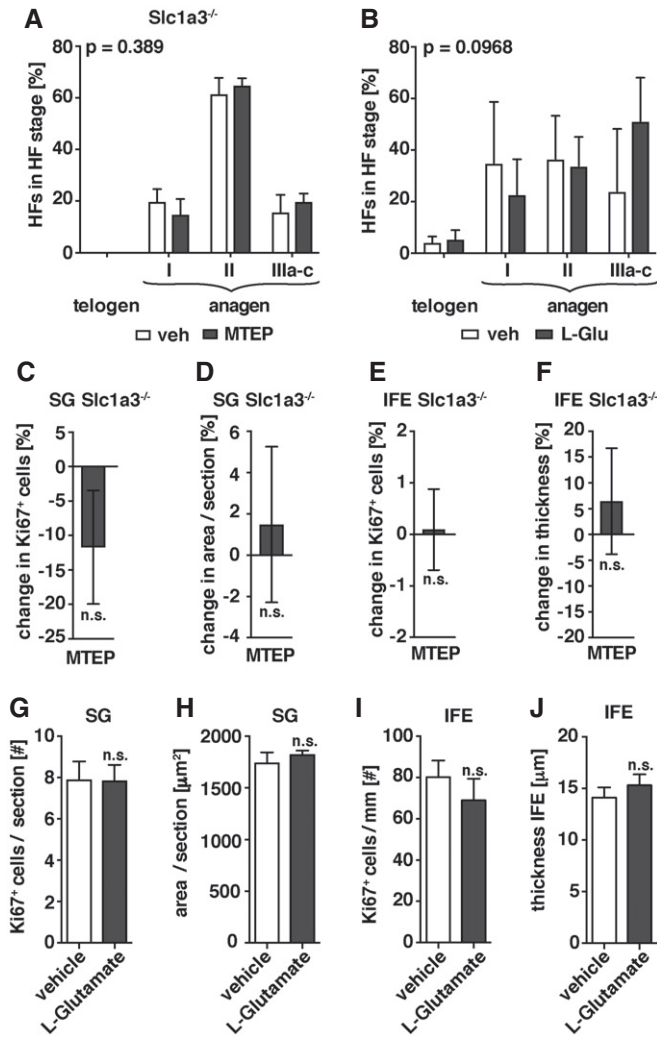 A
Slc1a3-/-
p = 0.389
HFs in HF stage [%]
80
60
40
20
0
I
II
IIIa-c
telogen
anagen
veh
MTEP
B
p = 0.0968
HFs in HF stage [%]
80
60
40
20
0
I
II
IIIa-c
telogen
anagen
veh
L-Glu
C
SG Slc1a3-/-
change in Ki67+ cells [%]
5
0
-5
-10
-15
-20
-25
n.s.
MTEP
D
SG Slc1a3-/-
change in area / section [%]
6
4
2
0
-2
-4
n.s.
MTEP
E
IFE Slc1a3-/-
change in Ki67+ cells [%]
2
1
0
-1
-2
n.s.
MTEP
F
IFE Slc1a3-/-
change in thickness [%]
20
15
10
5
0
-5
-10
-15
-20
n.s.
MTEP
G
SG
Ki67+ cells / section [#]
10
8
6
4
2
0
n.s.
vehicle
L-Glutamate
H
SG
area / section [µm2]
2000
1500
1000
500
0
n.s.
vehicle
L-Glutamate
I
IFE
Ki67+ cells / mm [#]
100
80
60
40
20
0
n.s.
vehicle
L-Glutamate
J
IFE
thickness IFE [µm]
20
15
10
5
0
n.s.
vehicle
L-Glutamate